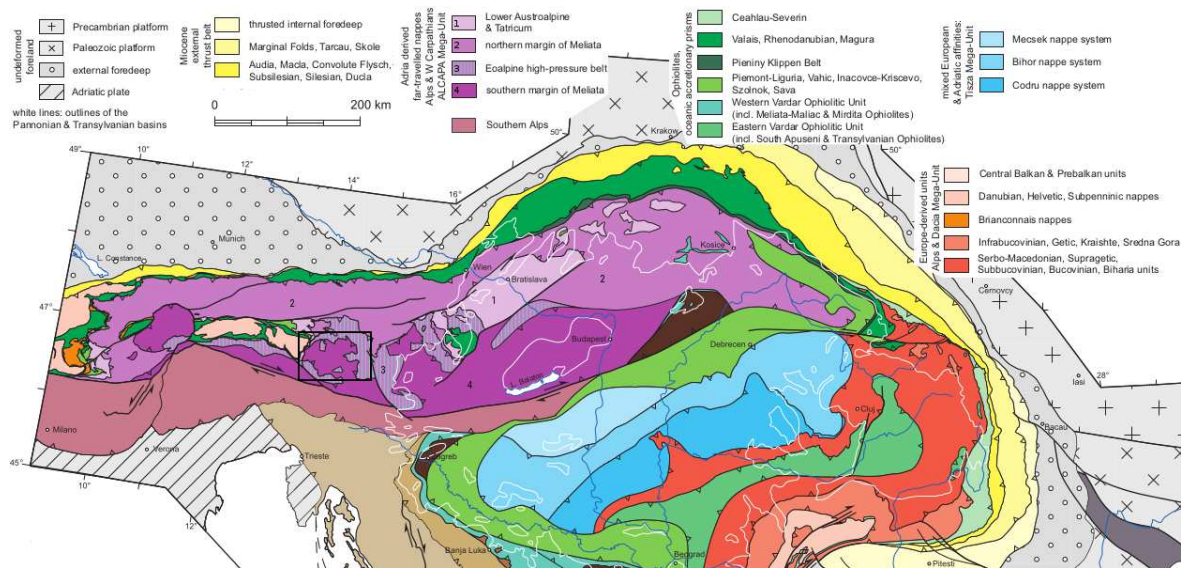 undeformed
foreland
Precambrian platform
Paleozoic platform
external foredeep
Adriatic plate
white lines: outlines of the
Pannonian & Transylvanian basins
Miocene
external
thrust belt
thrusted internal foredeep
Marginal Folds, Tarcau, Skole
Audia, Macla, Convolute Flysch,
Subsilesian, Silesian, Ducla
0 200 km
Adria derived
far-travelled nappes
Alps & W Carpathians
ALCAPA Mega-Unit
1 Lower Austroalpine
& Tatricum
2 northern margin of Meliata
3 Eoalpine high-pressure belt
4 southern margin of Meliata
Southern Alps
Ophiolites,
oceanic accretionary prisms
Ceahlau-Severin
Valais, Rhenodanubian, Magura
Pieniny Klippen Belt
Piemont-Liguria, Vahic, Inacovce-Kriscevo,
Szolnok, Sava
Western Vardar Ophiolitic Unit
(incl. Meliata-Maliac & Mirdita Ophiolites)
Eastern Vardar Ophiolitic Unit
(incl. South Apuseni & Transylvanian Ophiolites)
mixed European
& Adriatic affinities:
Tisza Mega-Unit
Mecsek nappe system
Bihor nappe system
Codru nappe system
Europe-derived units
Alps & Dacia Mega-Unit
Central Balkan & Prebalkan units
Danubian, Helvetic, Subpenninic nappes
Brianconnais nappes
Infrabucovinian, Getic, Kraishte, Sredna Gora
Serbo-Macedonian, Supragetic,
Subbucovinian, Bucovinian, Biharia units
49°
10°
12°
14°
16°
50°
Krakow
50°
Munich
L. Constance
Wien
Bratislava
Kosice
Cernovcy
47°
2
1
2
Budapest
Debrecen
3
4
L. Balaton
Cluj
28°
Iasi
Bacau
Milano
Verona
Trieste
Zagreb
45°
10°
12°
Banja Luka
Beograd
Pitesti